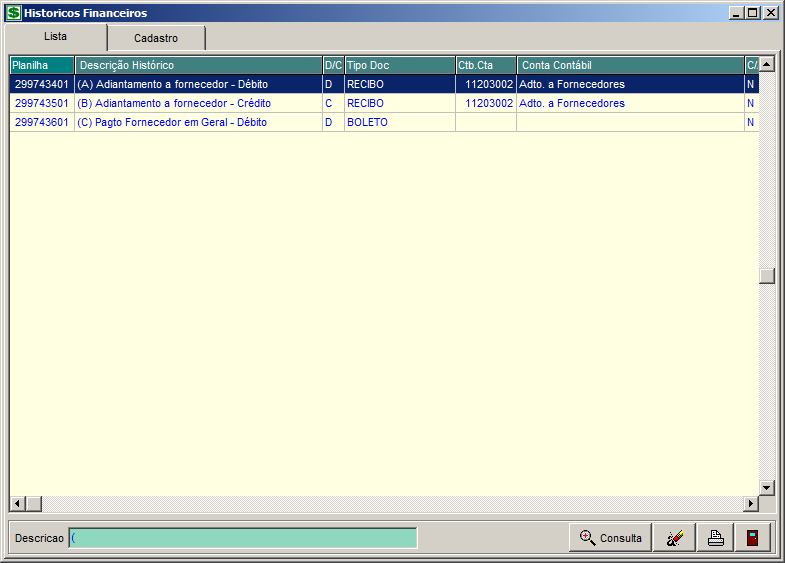 Historicos Financeiros
Lista Cadastro
Planilha Descrição Histórico D/C Tipo Doc Ctb.Cta Conta Contábil C/
299743401 (A) Adiantamento a fornecedor - Débito D RECIBO 11203002 Adto. a Fornecedores N
299743501 (B) Adiantamento a fornecedor - Crédito C RECIBO 11203002 Adto. a Fornecedores N
299743601 (C) Pagto Fornecedor em Geral - Débito D BOLETO N
Descricao ( Consulta